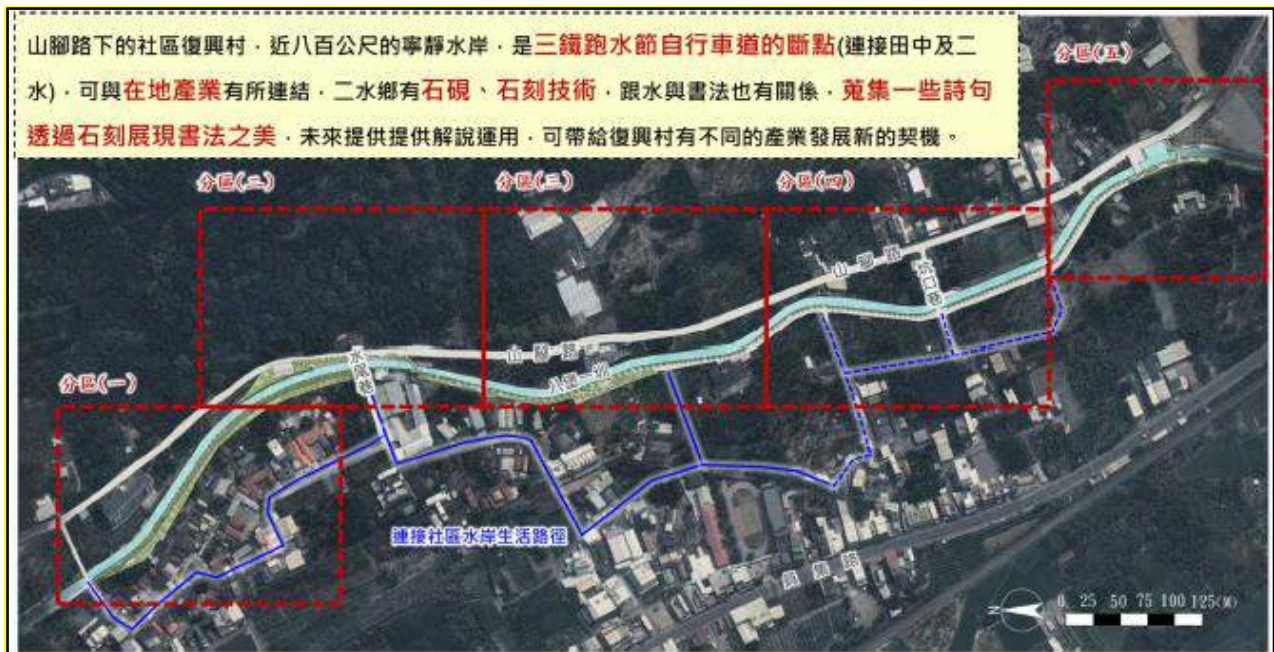 山腳路下的社區復興村，近八百公尺的寧靜水岸，是三鐵跑水節自行車道的斷點(連接田中及二
水)，可與在地產業有所連結，二水鄉有石硯、石刻技術，跟水與書法也有關係，蒐集一些詩句
透過石刻展現書法之美，未來提供提供解說運用，可帶給復興村有不同的產業發展新的契機。
分區(五)
分區(二)
分區(三)
分區(四)
山腳路
坑口巷
山腳路
水尾巷
八堡一圳
分區(一)
連接社區水岸生活路徑
員集路
N
0 25 50 75 100 125(M)